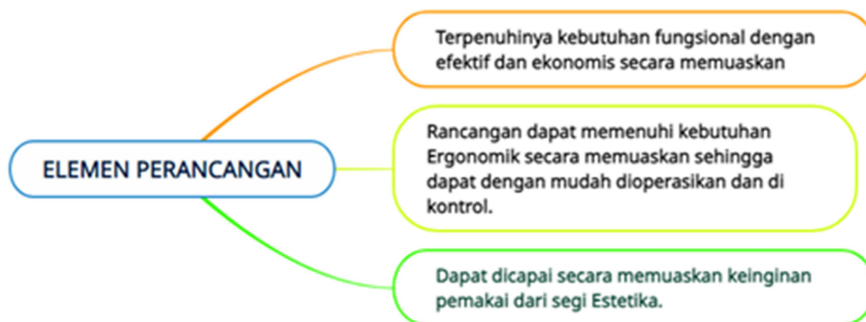 Terpenuhinya kebutuhan fungsional dengan
efektif dan ekonomis secara memuaskan
ELEMEN PERANCANGAN
Rancangan dapat memenuhi kebutuhan
Ergonomik secara memuaskan sehingga
dapat dengan mudah dioperasikan dan di
kontrol.
Dapat dicapai secara memuaskan keinginan
pemakai dari segi Estetika.